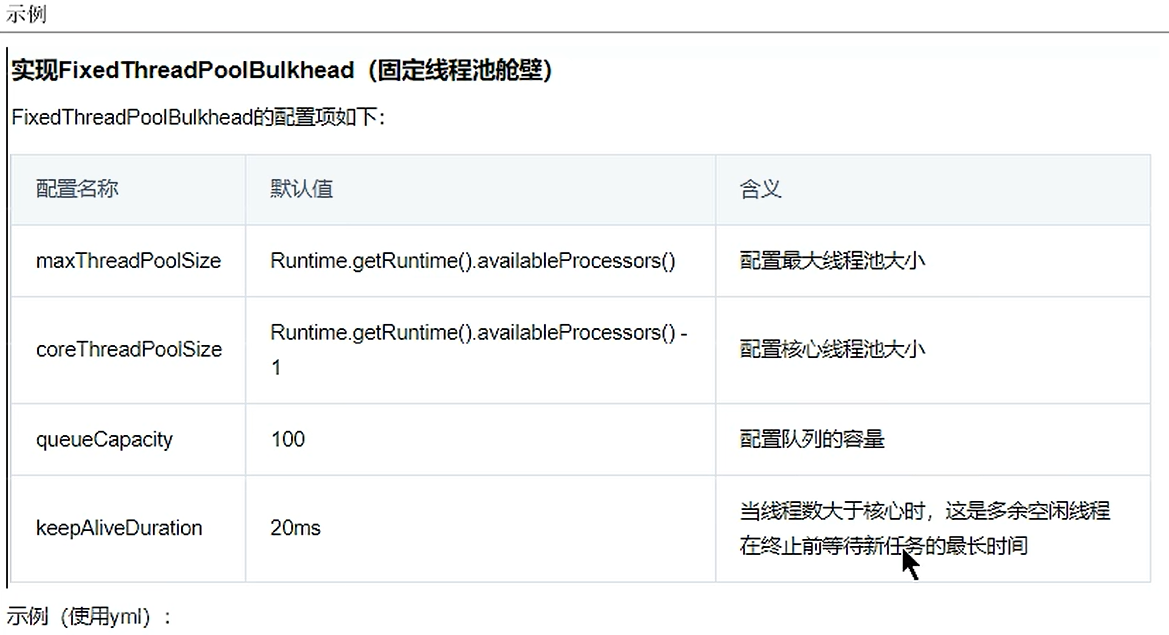 示例
实现FixedThreadPoolBulkhead（固定线程池舱壁）
FixedThreadPoolBulkhead的配置项如下：
配置名称 默认值 含义
maxThreadPoolSize Runtime.getRuntime().availableProcessors() 配置最大线程池大小
coreThreadPoolSize Runtime.getRuntime().availableProcessors() - 配置核心线程池大小
1
queueCapacity 100 配置队列的容量
keepAliveDuration 20ms 当线程数大于核心时，这是多余空闲线程
在终止前等待新任务的最长时间
示例（使用yml）：